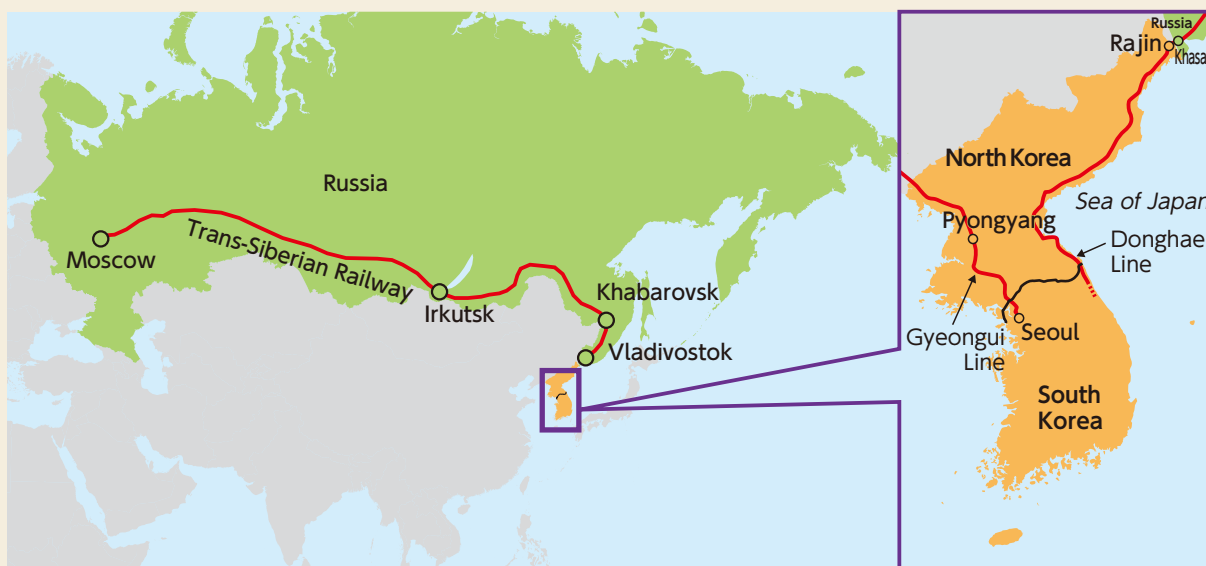 Russia
Moscow
Trans-Siberian Railway
Irkutsk
Khabarovsk
Vladivostok
Russia
Rajin
Khasa
North Korea
Sea of Japan
Pyongyang
Donghae
Line
Gyeongui
Line
Seoul
South
Korea